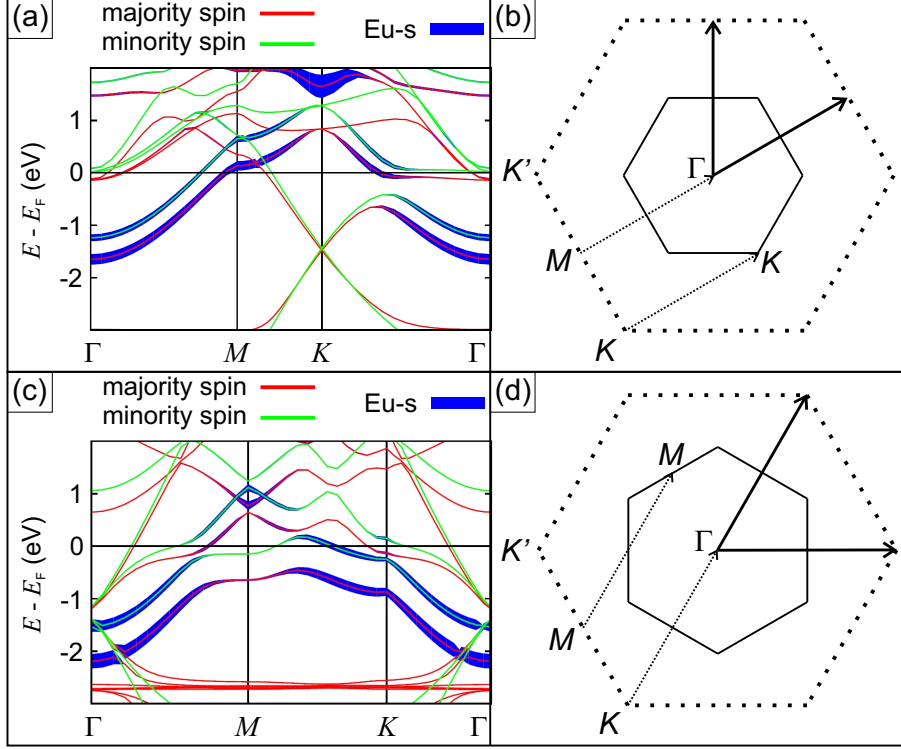 (a)
majority spin
minority spin
Eu-s
E - E_F (eV)
1
0
-1
-2
Γ M K Γ
(b)
K'
Γ
M
K
K
(c)
majority spin
minority spin
Eu-s
E - E_F (eV)
1
0
-1
-2
Γ M K Γ
(d)
M
K'
Γ
M
K